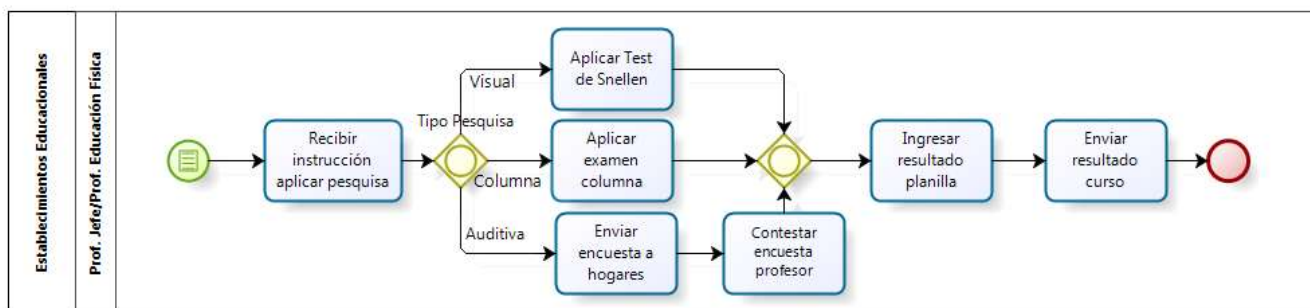 Establecimientos Educacionales
Prof. Jefe/Prof. Educación Física
Recibir
instrucción
aplicar pesquisa
Tipo Pesquisa
Visual
Columna
Auditiva
Aplicar Test
de Snellen
Aplicar
examen
columna
Enviar
encuesta a
hogares
Contestar
encuesta
profesor
Ingresar
resultado
planilla
Enviar
resultado
curso